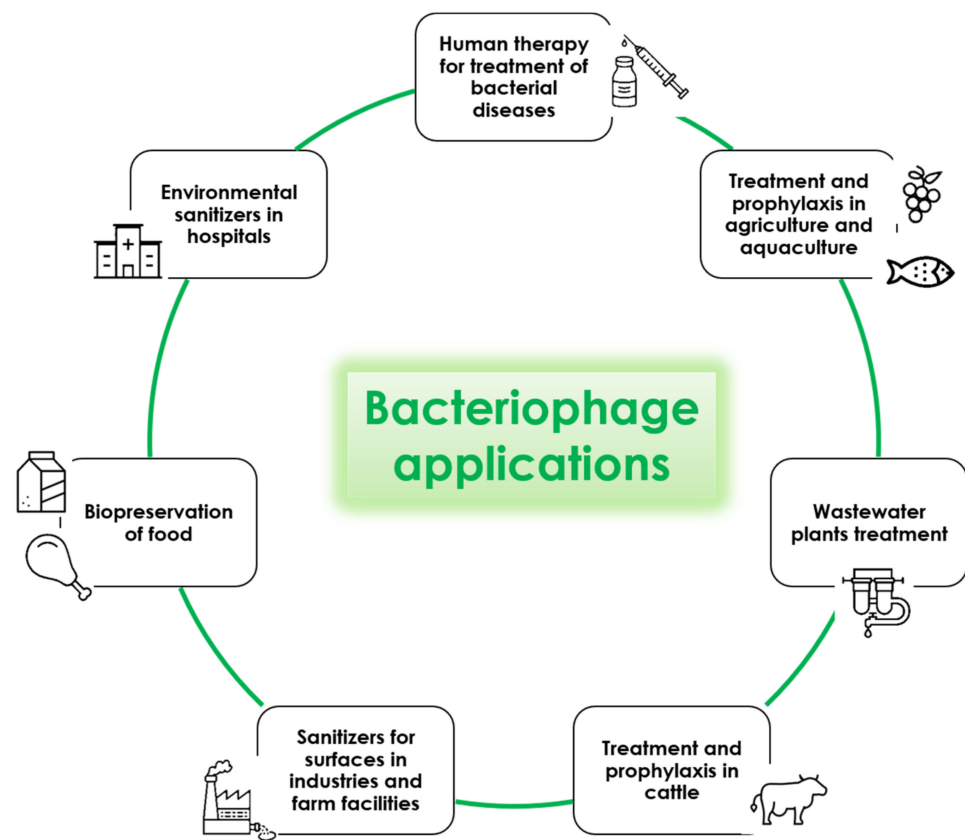 Human therapy
for treatment of
bacterial
diseases
Treatment and
prophylaxis in
agriculture and
aquaculture
Wastewater
plants treatment
Treatment and
prophylaxis in
cattle
Sanitizers for
surfaces in
industries and
farm facilities
Biopreservation
of food
Environmental
sanitizers in
hospitals
Bacteriophage
applications